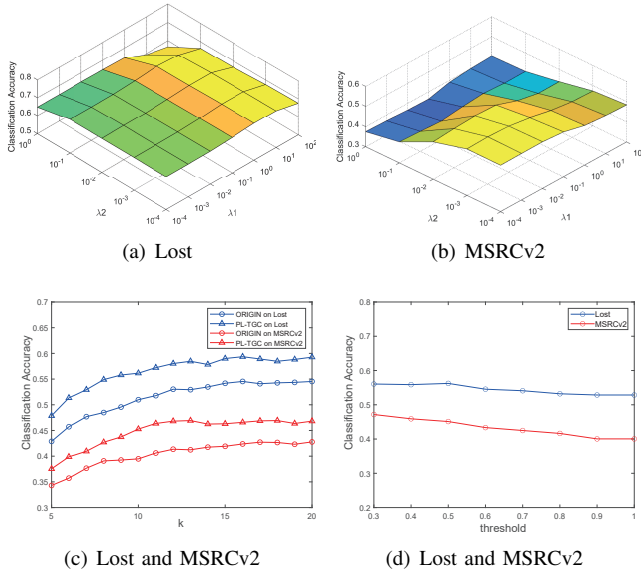 Classification Accuracy
0.8
0.7
0.6
0.5
10^0
10^-1
10^-2
10^-3
10^-4
λ2
10^-4
10^-3
10^-2
10^-1
10^0
10^1
10^2
λ1
(a) Lost
Classification Accuracy
0.6
0.5
0.4
0.3
10^0
10^-1
10^-2
10^-3
10^-4
λ2
10^-4
10^-3
10^-2
10^-1
10^0
10^1
λ1
(b) MSRCv2
Classification Accuracy
0.7
0.65
0.6
0.55
0.5
0.45
0.4
0.35
0.3
5 10 15 20
k
ORIGIN on Lost
PL-TGC on Lost
ORIGIN on MSRCv2
PL-TGC on MSRCv2
(c) Lost and MSRCv2
Classification Accuracy
0.8
0.7
0.6
0.5
0.4
0.3
0.2
0.3 0.4 0.5 0.6 0.7 0.8 0.9 1
threshold
Lost
MSRCv2
(d) Lost and MSRCv2